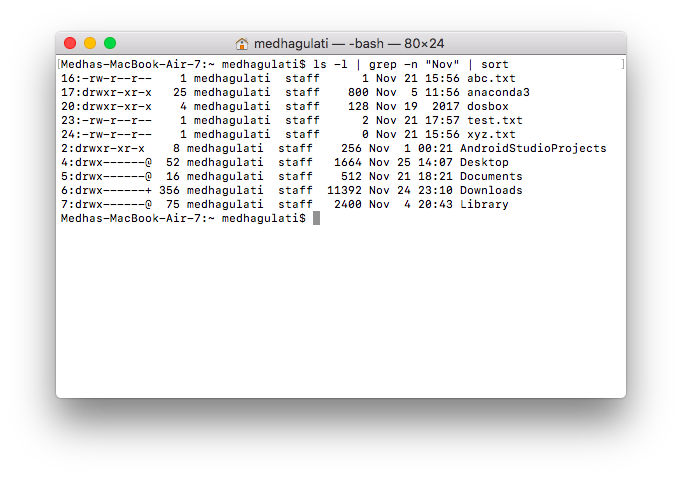 medhagulati — -bash — 80×24
[Medhas-MacBook-Air-7:~ medhagulati$ ls -l | grep -n "Nov" | sort ]
16:-rw-r--r--    1 medhagulati  staff      1 Nov 21 15:56 abc.txt
17:drwxr-xr-x   25 medhagulati  staff    800 Nov  5 11:56 anaconda3
20:drwxr-xr-x    4 medhagulati  staff    128 Nov 19  2017 dosbox
23:-rw-r--r--    1 medhagulati  staff      2 Nov 21 17:57 test.txt
24:-rw-r--r--    1 medhagulati  staff      0 Nov 21 15:56 xyz.txt
2:drwxr-xr-x    8 medhagulati  staff    256 Nov  1 00:21 AndroidStudioProjects
4:drwx------@  52 medhagulati  staff   1664 Nov 25 14:07 Desktop
5:drwx------@  16 medhagulati  staff    512 Nov 21 18:21 Documents
6:drwx------+ 356 medhagulati  staff  11392 Nov 24 23:10 Downloads
7:drwx------@  75 medhagulati  staff   2400 Nov  4 20:43 Library
Medhas-MacBook-Air-7:~ medhagulati$